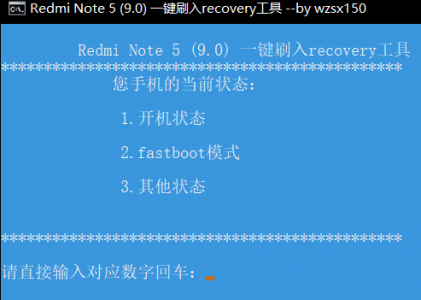 Redmi Note 5 (9.0) 一键刷入recovery工具 --by wzsx150
Redmi Note 5 (9.0) 一键刷入recovery工具
***********************************************
您手机的当前状态:
1.开机状态
2.fastboot模式
3.其他状态
***********************************************
请直接输入对应数字回车: